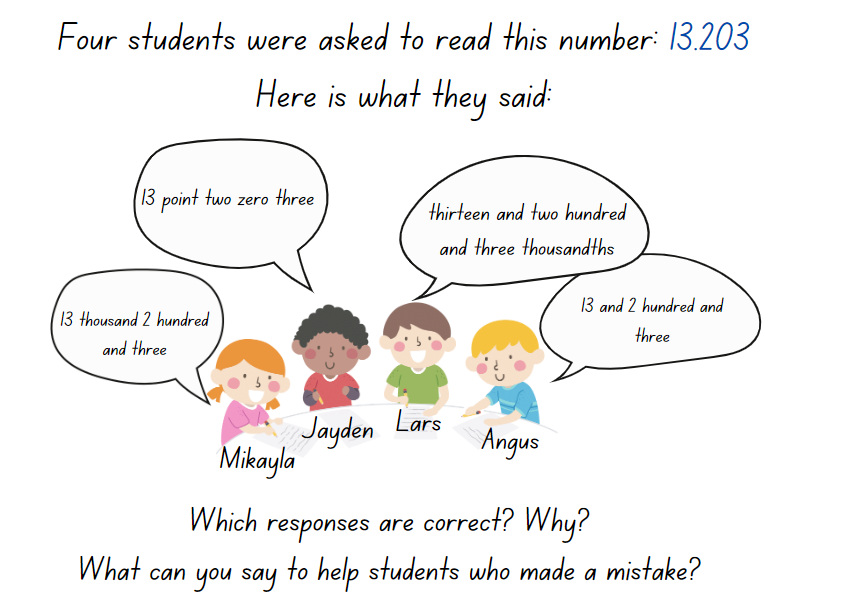 Four students were asked to read this number: 13.203
Here is what they said:
13 point two zero three
thirteen and two hundred
and three thousandths
13 thousand 2 hundred
and three
13 and 2 hundred and
three
Mikayla
Jayden
Lars
Angus
Which responses are correct? Why?
What can you say to help students who made a mistake?